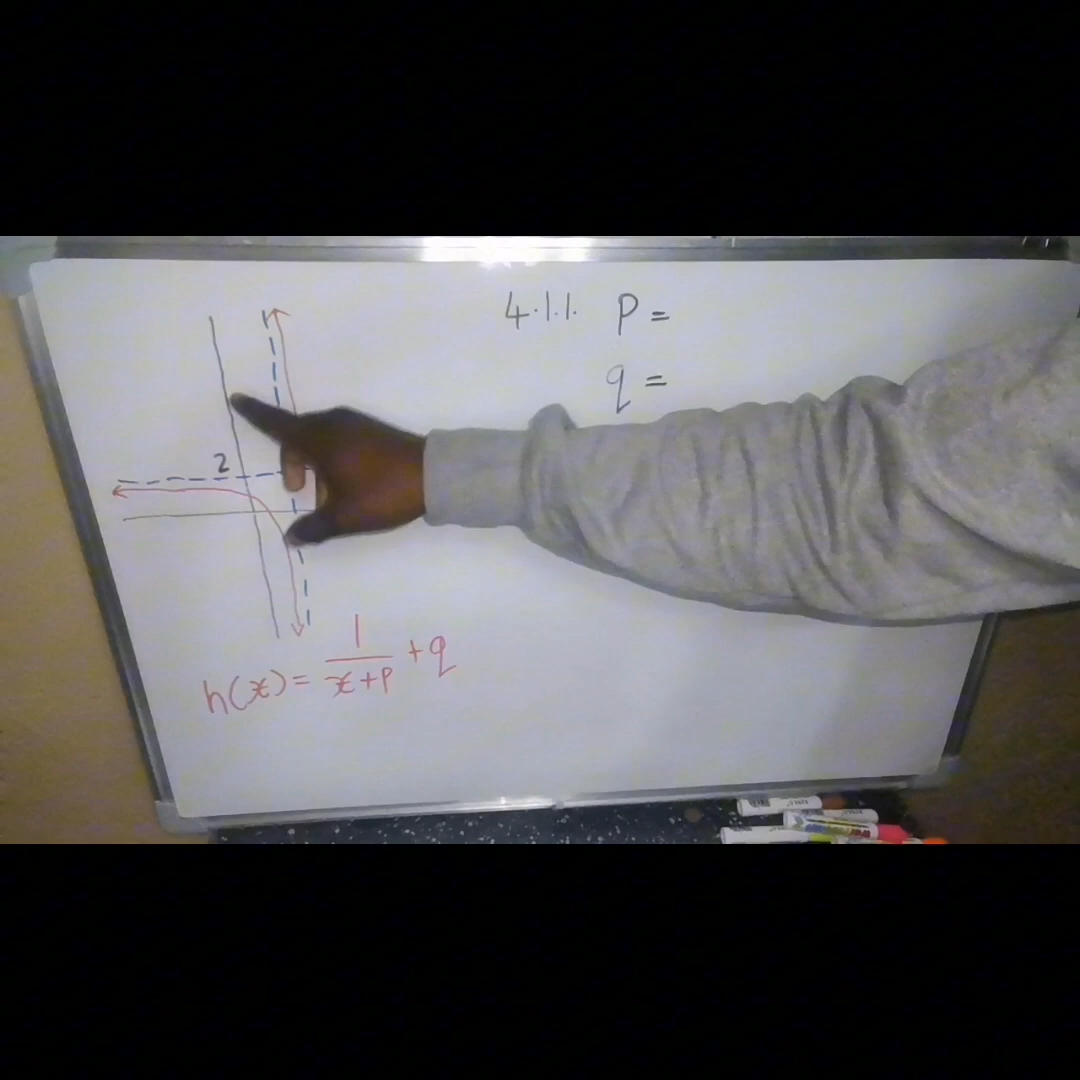 4.1.1. p =
q =
2
h(x) = 1/(x+p) + q